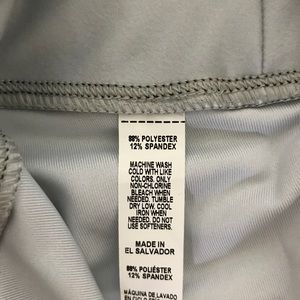 88% POLYESTER
12% SPANDEX
MACHINE WASH
COLD WITH LIKE
COLORS. ONLY
NON-CHLORINE
BLEACH WHEN
NEEDED. TUMBLE
DRY LOW, COOL
IRON WHEN
NEEDED. DO NOT
USE SOFTENERS.
MADE IN
EL SALVADOR
88% POLIÉSTER
12% SPANDEX
MÁQUINA DE LAVADO
EN CICLO